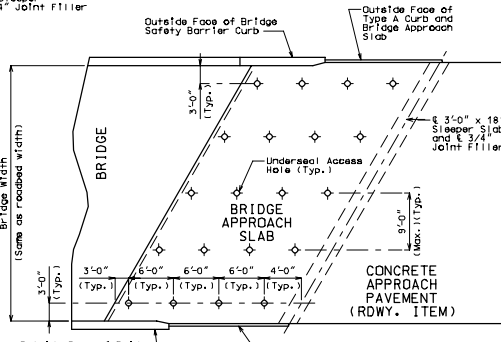 4" Joint Filler
Outside Face of Bridge
Safety Barrier Curb
Outside Face of
Type A Curb and
Bridge Approach
Slab
3'-0"
(Typ.)
℄ 3'-0" x 18"
Sleeper Slab
and ℄ 3/4"
Joint Filler
Bridge Width
(Same as roadbed width)
BRIDGE
Underseal Access
Hole (Typ.)
BRIDGE
APPROACH
SLAB
9'-0"
(Max.)(Typ.)
3'-0" 6'-0" 6'-0" 6'-0" 4'-0"
(Typ.) (Typ.) (Typ.) (Typ.) (Typ.)
3'-0"
(Typ.)
CONCRETE
APPROACH
PAVEMENT
(RDWY. ITEM)